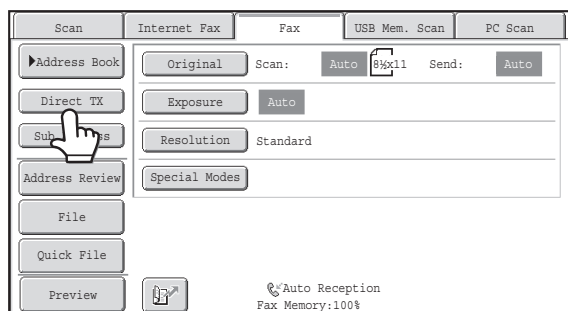 Scan Internet Fax Fax USB Mem. Scan PC Scan
Address Book Original Scan: Auto 8½x11 Send: Auto
Direct TX Exposure Auto
Resolution Standard
Address Review Special Modes
File
Quick File
Preview Auto Reception
Fax Memory:100%